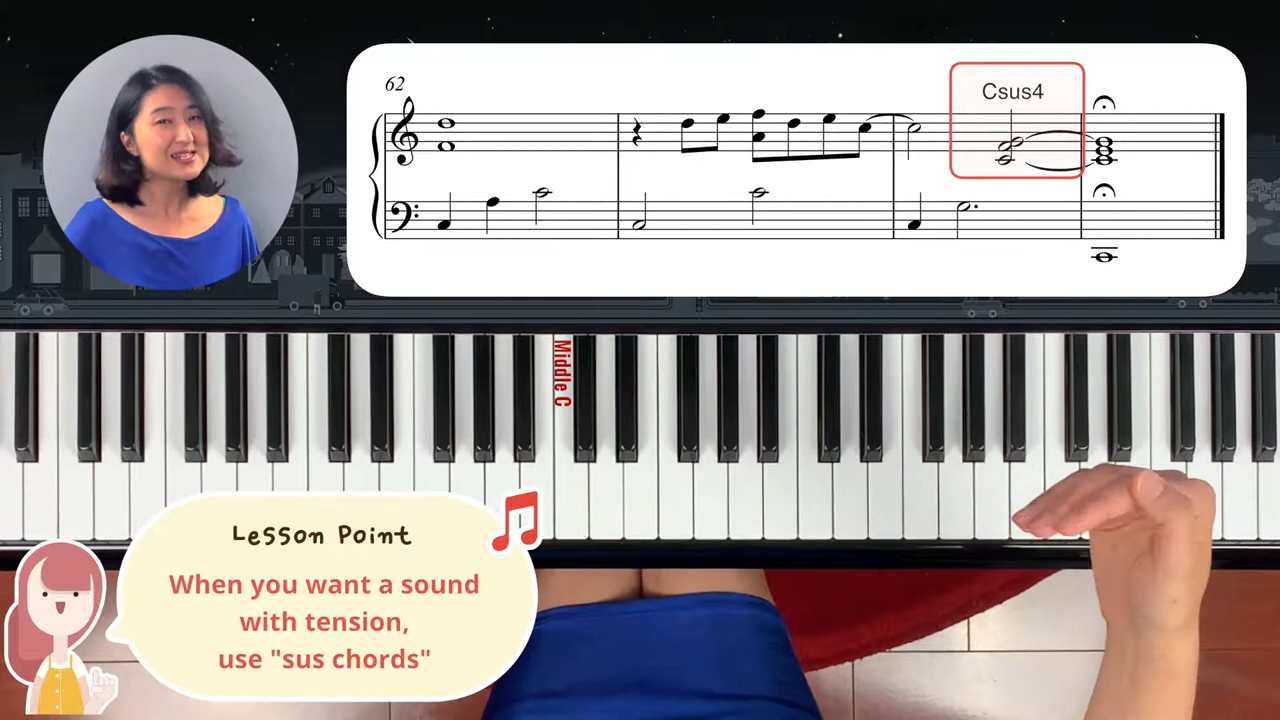 62
Csus4
Middle C
Lesson Point
When you want a sound
with tension,
use "sus chords"